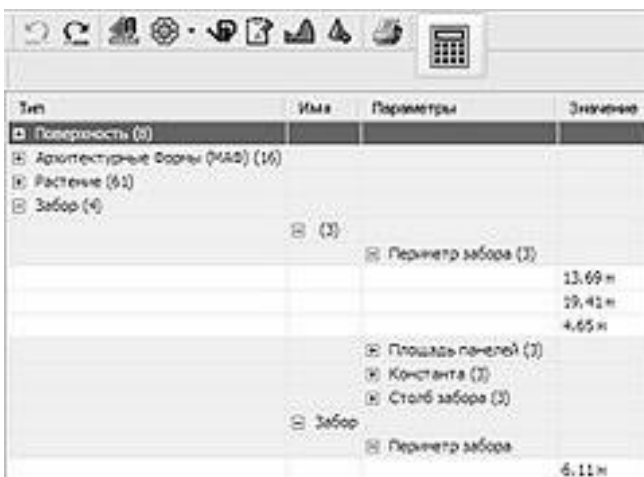 Тип Имя Параметры Значение
Поверхность (8)
Архитектурные Формы (МАФ) (16)
Растение (61)
Забор (4)
(3)
Периметр забора (3)
13.69 м
19.41 м
4.65 м
Площадь панелей (3)
Константа (3)
Столб забора (3)
Забор
Периметр забора
6.11 м